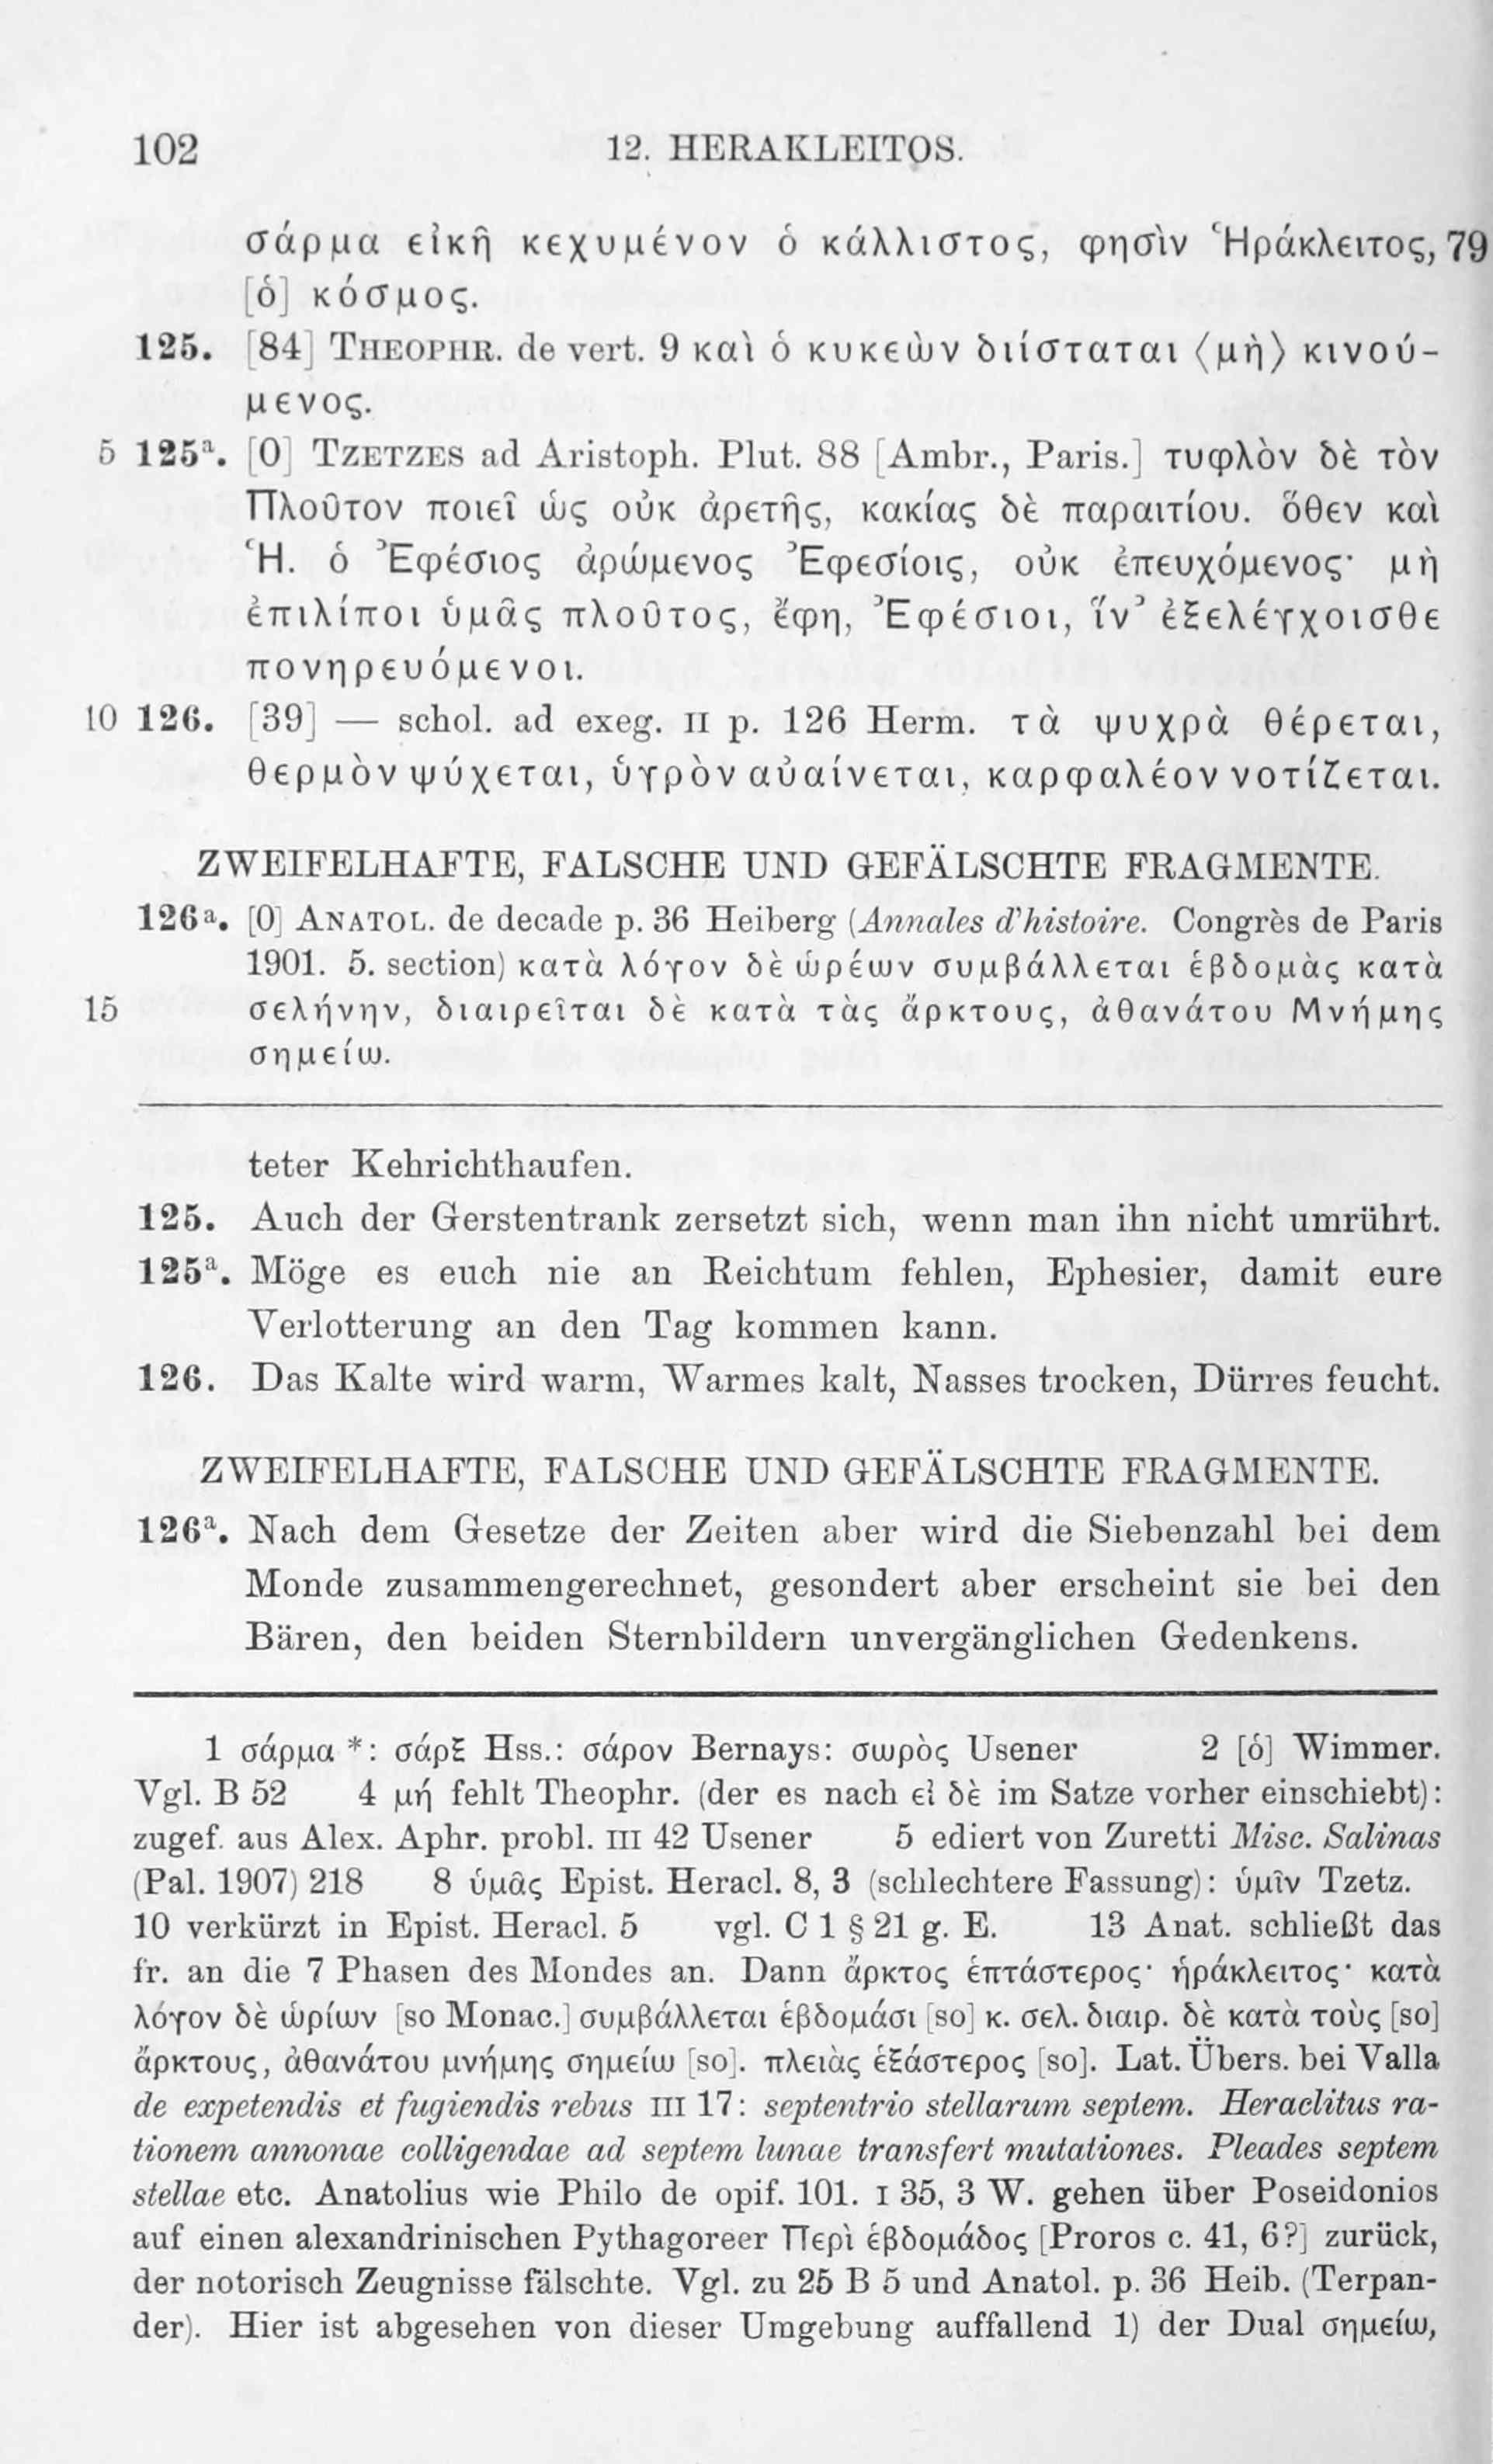 102 12. HERAKLEITOS.
σάρμα εἰκῆ κεχυμένον ὁ κάλλιστος, φησὶν Ἡράκλειτος, 79
[ὁ] κόσμος.
125. [84] THEOPHR. de vert. 9 καὶ ὁ κυκεὼν διίσταται ⟨μὴ⟩ κινού-
μενος.
5 125ᵃ. [0] TZETZES ad Aristoph. Plut. 88 [Ambr., Paris.] τυφλὸν δὲ τὸν
Πλοῦτον ποιεῖ ὡς οὐκ ἀρετῆς, κακίας δὲ παραιτίου. ὅθεν καὶ
Ἡ. ὁ Ἐφέσιος ἀρώμενος Ἐφεσίοις, οὐκ ἐπευχόμενος· μὴ
ἐπιλίποι ὑμᾶς πλοῦτος, ἔφη, Ἐφέσιοι, ἵν᾽ ἐξελέγχοισθε
πονηρευόμενοι.
10 126. [39] — schol. ad exeg. II p. 126 Herm. τὰ ψυχρὰ θέρεται,
θερμὸν ψύχεται, ὑγρὸν αὐαίνεται, καρφαλέον νοτίζεται.
ZWEIFELHAFTE, FALSCHE UND GEFÄLSCHTE FRAGMENTE.
126ᵃ. [0] ANATOL. de decade p. 36 Heiberg (Annales d'histoire. Congrès de Paris
1901. 5. section) κατὰ λόγον δὲ ὡρέων συμβάλλεται ἑβδομὰς κατὰ
15 σελήνην, διαιρεῖται δὲ κατὰ τὰς ἄρκτους, ἀθανάτου Μνήμης
σημείω.
teter Kehrichthaufen.
125. Auch der Gerstentrank zersetzt sich, wenn man ihn nicht umrührt.
125ᵃ. Möge es euch nie an Reichtum fehlen, Ephesier, damit eure
Verlotterung an den Tag kommen kann.
126. Das Kalte wird warm, Warmes kalt, Nasses trocken, Dürres feucht.
ZWEIFELHAFTE, FALSCHE UND GEFÄLSCHTE FRAGMENTE.
126ᵃ. Nach dem Gesetze der Zeiten aber wird die Siebenzahl bei dem
Monde zusammengerechnet, gesondert aber erscheint sie bei den
Bären, den beiden Sternbildern unvergänglichen Gedenkens.
1 σάρμα *: σάρξ Hss.: σάρον Bernays: σωρὸς Usener 2 [ὁ] Wimmer.
Vgl. B 52 4 μή fehlt Theophr. (der es nach εἰ δὲ im Satze vorher einschiebt):
zugef. aus Alex. Aphr. probl. III 42 Usener 5 ediert von Zuretti Misc. Salinas
(Pal. 1907) 218 8 ὑμᾶς Epist. Heracl. 8, 3 (schlechtere Fassung): ὑμῖν Tzetz.
10 verkürzt in Epist. Heracl. 5 vgl. C 1 § 21 g. E. 13 Anat. schließt das
fr. an die 7 Phasen des Mondes an. Dann ἄρκτος ἑπτάστερος· ἡράκλειτος· κατὰ
λόγον δὲ ὡρίων [so Monac.] συμβάλλεται ἑβδομάσι [so] κ. σελ. διαιρ. δὲ κατὰ τοὺς [so]
ἄρκτους, ἀθανάτου μνήμης σημείω [so]. πλειὰς ἑξάστερος [so]. Lat. Übers. bei Valla
de expetendis et fugiendis rebus III 17: septentrio stellarum septem. Heraclitus ra-
tionem annonae colligendae ad septem lunae transfert mutationes. Pleades septem
stellae etc. Anatolius wie Philo de opif. 101. I 35, 3 W. gehen über Poseidonios
auf einen alexandrinischen Pythagoreer Περὶ ἑβδομάδος [Proros c. 41, 6?] zurück,
der notorisch Zeugnisse fälschte. Vgl. zu 25 B 5 und Anatol. p. 36 Heib. (Terpan-
der). Hier ist abgesehen von dieser Umgebung auffallend 1) der Dual σημείω,